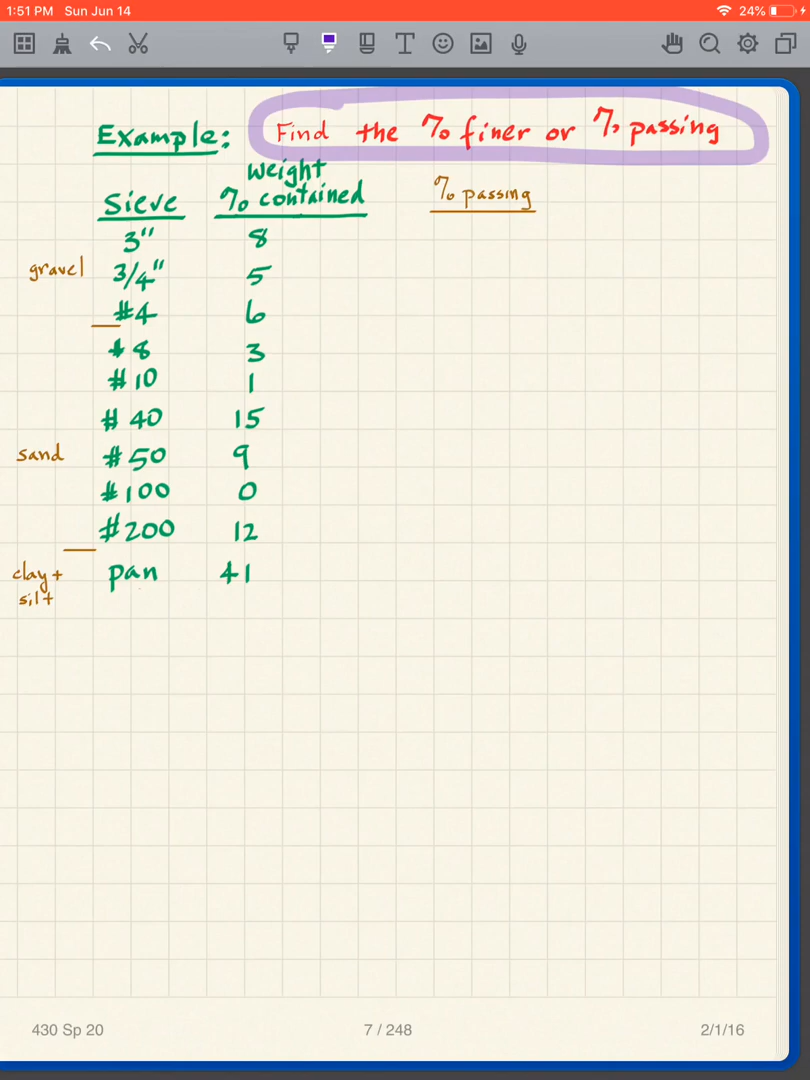 1:51 PM Sun Jun 14
24%
Example: Find the % finer or % passing
Sieve weight % contained % passing
3" 8
gravel 3/4" 5
#4 6
#8 3
#10 1
#40 15
sand #50 9
#100 0
#200 12
clay + silt pan 41
430 Sp 20 7 / 248 2/1/16